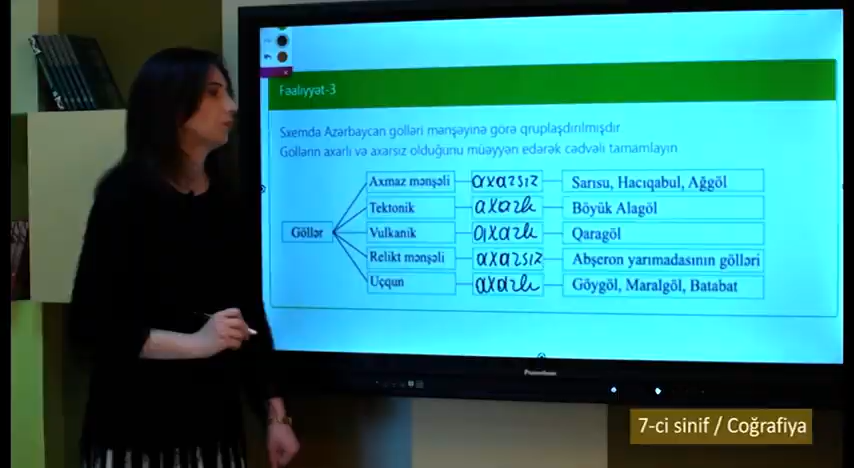 Fəaliyyət-3
Sxemdə Azərbaycan gölləri mənşəyinə görə qruplaşdırılmışdır
Göllərin axarlı və axarsız olduğunu müəyyən edərək cədvəli tamamlayın
Göllər
Axmaz mənşəli axarsız Sarısu, Hacıqabul, Ağgöl
Tektonik axarlı Böyük Alagöl
Vulkanik axarlı Qaragöl
Relikt mənşəli axarsız Abşeron yarımadasının gölləri
Uçqun axarlı Göygöl, Maralgöl, Batabat
Promethean
7-ci sinif / Coğrafiya